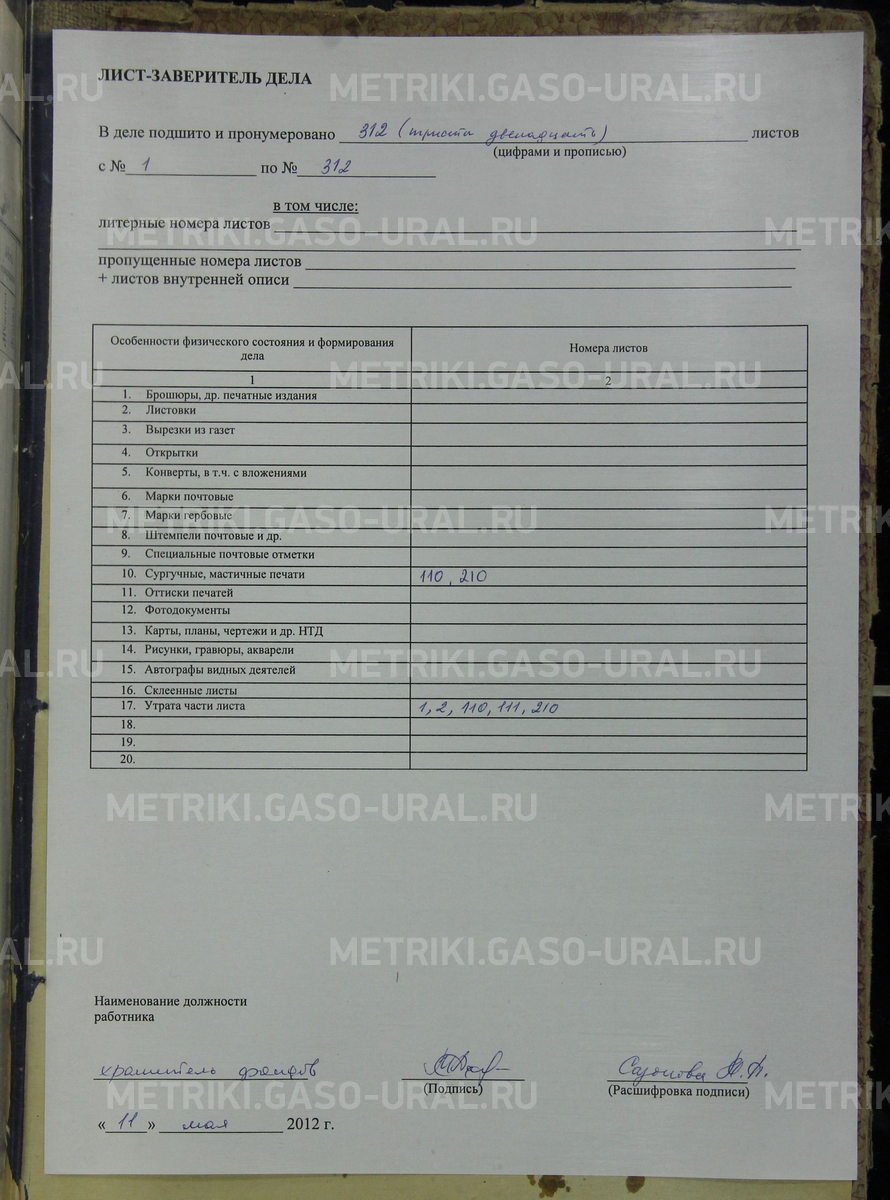 ЛИСТ-ЗАВЕРИТЕЛЬ ДЕЛА
METRIKI.GASO-URAL.RU
В деле подшито и пронумеровано 312 (триста двенадцать) листов
(цифрами и прописью)
с № 1 по № 312
в том числе:
литерные номера листов
METRIKI.GASO-URAL.RU
пропущенные номера листов
+ листов внутренней описи
Особенности физического состояния и формирования дела
Номера листов
METRIKI.GASO-URAL.RU
1 2
1. Брошюры, др. печатные издания
2. Листовки
3. Вырезки из газет
4. Открытки
5. Конверты, в т.ч. с вложениями
6. Марки почтовые
7. Марки гербовые
METRIKI.GASO-URAL.RU
8. Штемпели почтовые и др.
9. Специальные почтовые отметки
10. Сургучные, мастичные печати 110, 210
11. Оттиски печатей
12. Фотодокументы
13. Карты, планы, чертежи и др. НТД
14. Рисунки, гравюры, акварели
METRIKI.GASO-URAL.RU
15. Автографы видных деятелей
16. Склеенные листы
17. Утрата части листа 1, 2, 110, 111, 210
18.
19.
20.
METRIKI.GASO-URAL.RU
METRIKI.GASO-URAL.RU
Наименование должности
работника
хранитель фондов
(Подпись)
Сазонова
(Расшифровка подписи)
METRIKI.GASO-URAL.RU
« 11 » мая 2012 г.